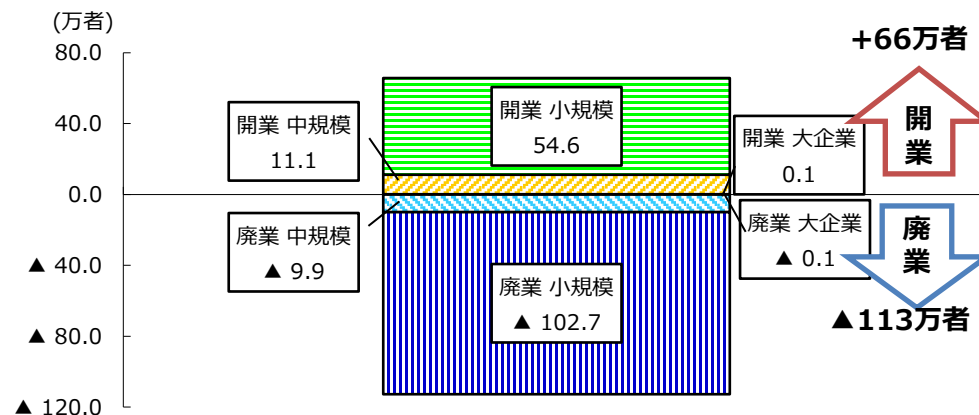 (万者)
80.0
40.0
0.0
▲ 40.0
▲ 80.0
▲ 120.0
+66万者
開業
開業 小規模
54.6
開業 中規模
11.1
開業 大企業
0.1
廃業 中規模
▲ 9.9
廃業 大企業
▲ 0.1
廃業 小規模
▲ 102.7
廃業
▲113万者